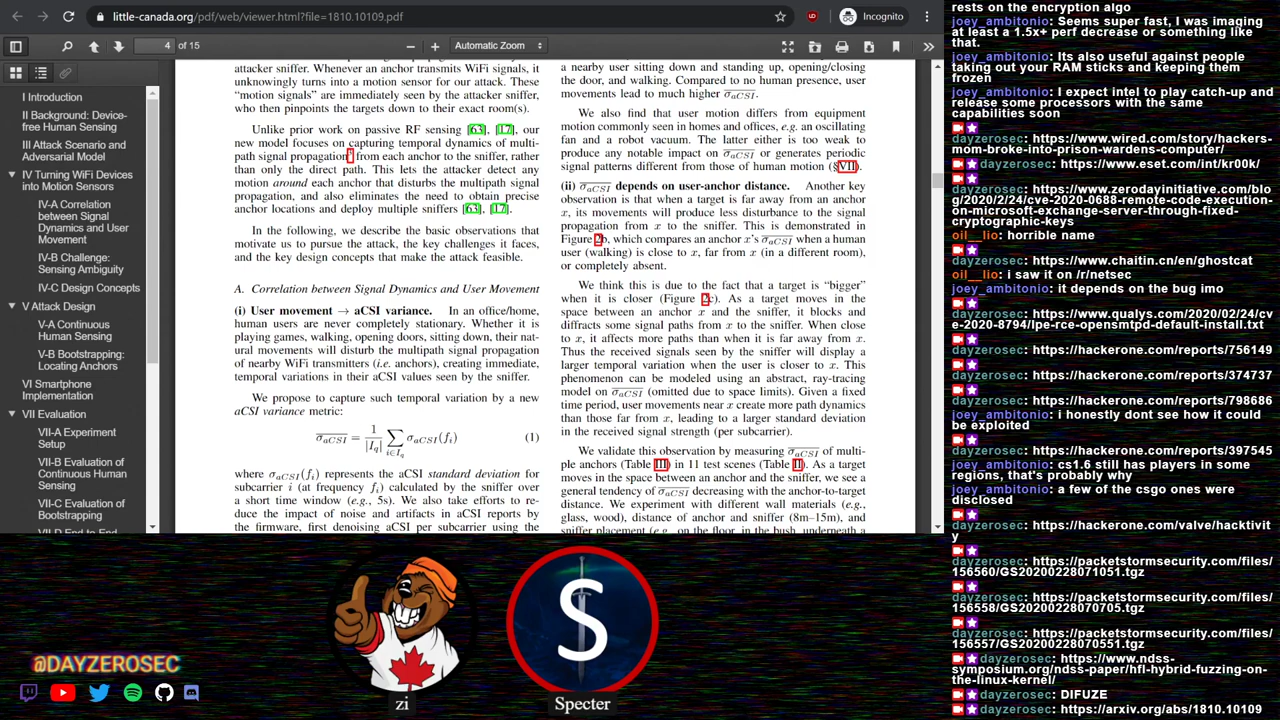 little-canada.org/pdf/web/viewer.html?file=1810.10109.pdf
Incognito
4 of 15
Automatic Zoom
I Introduction
II Background: Device-
free Human Sensing
III Attack Scenario and
Adversarial Model
IV Turning WiFi Devices
into Motion Sensors
IV-A Correlation
between Signal
Dynamics and User
Movement
IV-B Challenge:
Sensing Ambiguity
IV-C Design Concepts
V Attack Design
V-A Continuous
Human Sensing
V-B Bootstrapping:
Locating Anchors
VI Smartphone
Implementation
VII Evaluation
VII-A Experiment
Setup
VII-B Evaluation of
Continuous Human
Sensing
VII-C Evaluation of
Bootstrapping
VII-D End-to-End
attacker sniffer. Whenever an anchor transmits WiFi signals, it
unknowingly turns into a motion sensor for our attack. These
"motion signals" are immediately seen by the attacker sniffer,
who then pinpoints the targets down to their exact room(s).
Unlike prior work on passive RF sensing [63], [17], our
new model focuses on capturing temporal dynamics of multi-
path signal propagation from each anchor to the sniffer, rather
than only the direct path. This lets the attacker detect any
motion around each anchor that disturbs the multipath signal
propagation, and also eliminates the need to obtain precise
anchor locations and deploy multiple sniffers [63], [17].
In the following, we describe the basic observations that
motivate us to pursue the attack, the key challenges it faces,
and the key design concepts that make the attack feasible.
A. Correlation between Signal Dynamics and User Movement
(i) User movement → aCSI variance. In an office/home,
human users are never completely stationary. Whether it is
playing games, walking, opening doors, sitting down, their nat-
ural movements will disturb the multipath signal propagation
of nearby WiFi transmitters (i.e. anchors), creating immediate,
temporal variations in their aCSI values seen by the sniffer.
We propose to capture such temporal variation by a new
aCSI variance metric:
σ̅aCSI = 1/|Iq| ∑i∈Iq σaCSI(fi) (1)
where σaCSI(fi) represents the aCSI standard deviation for
subcarrier i (at frequency fi) calculated by the sniffer over
a short time window (e.g., 5s). We also take efforts to re-
duce the impact of noise and artifacts in aCSI reports by
the firmware, first denoising aCSI per subcarrier using the
a nearby user sitting down and standing up, opening/closing
the door, and walking. Compared to no human presence, user
movements lead to much higher σ̅aCSI.
We also find that user motion differs from equipment
motion commonly seen in homes and offices, e.g. an oscillating
fan and a robot vacuum. The latter either is too weak to
produce any notable impact on σ̅aCSI or generates periodic
signal patterns different from those of human motion (§VII).
(ii) σ̅aCSI depends on user-anchor distance. Another key
observation is that when a target is far away from an anchor
x, its movements will produce less disturbance to the signal
propagation from x to the sniffer. This is demonstrated in
Figure 2b, which compares an anchor x's σ̅aCSI when a human
user (walking) is close to x, far from x (in a different room),
or completely absent.
We think this is due to the fact that a target is "bigger"
when it is closer (Figure 2c). As a target moves in the
space between an anchor x and the sniffer, it blocks and
diffracts some signal paths from x to the sniffer. When close
to x, it affects more paths than when it is far away from x.
Thus the received signals seen by the sniffer will display a
larger temporal variation when the user is closer to x. This
phenomenon can be modeled using an abstract, ray-tracing
model on σ̅aCSI (omitted due to space limits). Given a fixed
time period, user movements near x create more path dynamics
than those far from x, leading to a larger standard deviation
in the received signal strength (per subcarrier).
We validate this observation by measuring σ̅aCSI of multi-
ple anchors (Table III) in 11 test scenes (Table II). As a target
moves in the space between an anchor and the sniffer, we see a
general tendency of σ̅aCSI decreasing with the anchor-to-target
distance. We experiment with different wall materials (e.g.,
glass, wood), distance of anchor and sniffer (8m–15m), and
sniffer placement (e.g., on the floor, in the bush, underneath a
@DAYZEROSEC
zi
S
Specter
rests on the encryption algo
joey_ambitonio: Seems super fast, I was imaging
at least a 1.5x+ perf decrease or something like
that.
joey_ambitonio: Its also useful against people
taking out your RAM sticks and keeping them
frozen
joey_ambitonio: I expect intel to play catch-up and
release some processors with the same
capabilities soon
dayzerosec: https://www.wired.com/story/hackers-
mom-broke-into-prison-wardens-computer/
dayzerosec: https://www.eset.com/int/kr00k/
dayzerosec: https://www.zerodayinitiative.com/blo
g/2020/2/24/cve-2020-0688-remote-code-execution-
on-microsoft-exchange-server-through-fixed-
cryptographic-keys
oil__lio: horrible name
dayzerosec: https://www.chaitin.cn/en/ghostcat
oil__lio: i saw it on /r/netsec
joey_ambitonio: it depends on the bug imo
dayzerosec: https://www.qualys.com/2020/02/24/cv
e-2020-8794/lpe-rce-opensmtpd-default-install.txt
dayzerosec: https://hackerone.com/reports/756149
dayzerosec: https://hackerone.com/reports/374737
dayzerosec: https://hackerone.com/reports/798686
joey_ambitonio: i honestly dont see how it could
be exploited
joey_ambitonio: cs1.6 still has players in some
regions, that's probably why
joey_ambitonio: a few of the csgo ones were
disclosed
dayzerosec: https://hackerone.com/valve/hacktivit
y
dayzerosec: https://packetstormsecurity.com/files/
156560/GS20200228071051.tgz
dayzerosec: https://packetstormsecurity.com/files/
156558/GS20200228070705.tgz
dayzerosec: https://packetstormsecurity.com/files/
156557/GS20200228070551.tgz
dayzerosec: https://www.ndss-
symposium.org/ndss-paper/hfl-hybrid-fuzzing-on-
the-linux-kernel/
dayzerosec: DIFUZE
dayzerosec: https://arxiv.org/abs/1810.10109